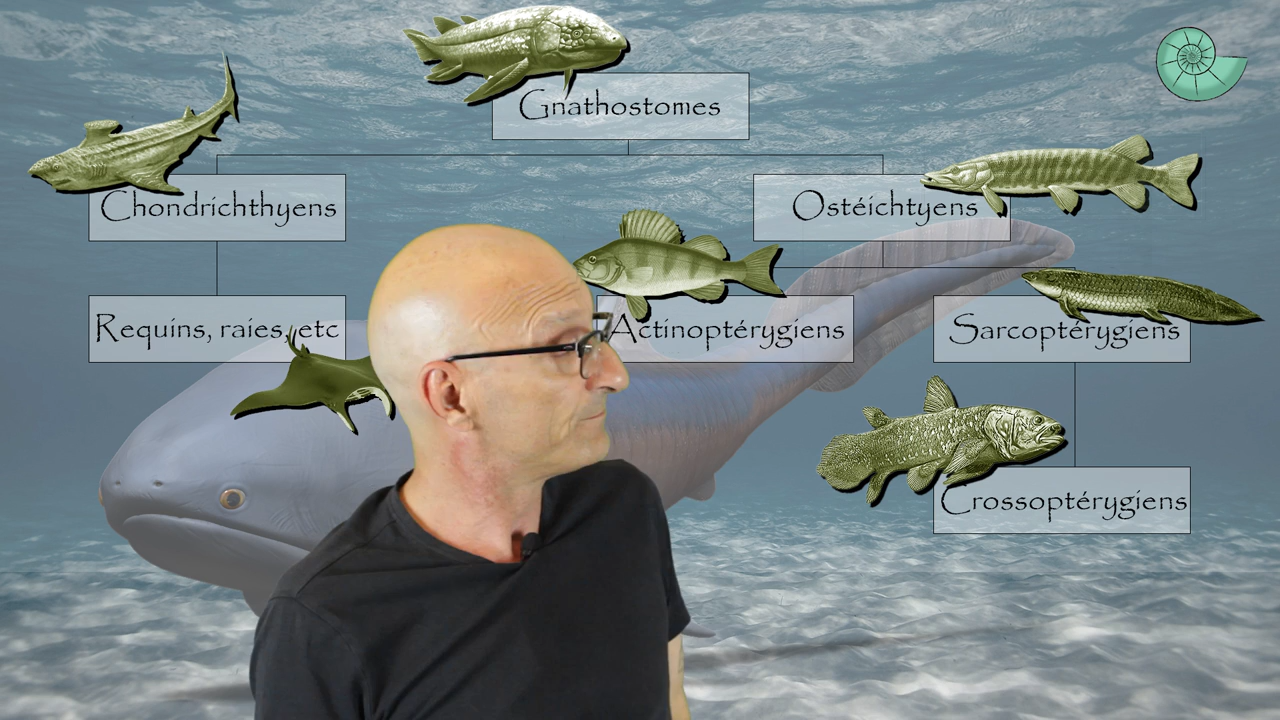 Gnathostomes
Chondrichthyens
Ostéichtyens
Requins, raies, etc
Actinoptérygiens
Sarcoptérygiens
Crossoptérygiens